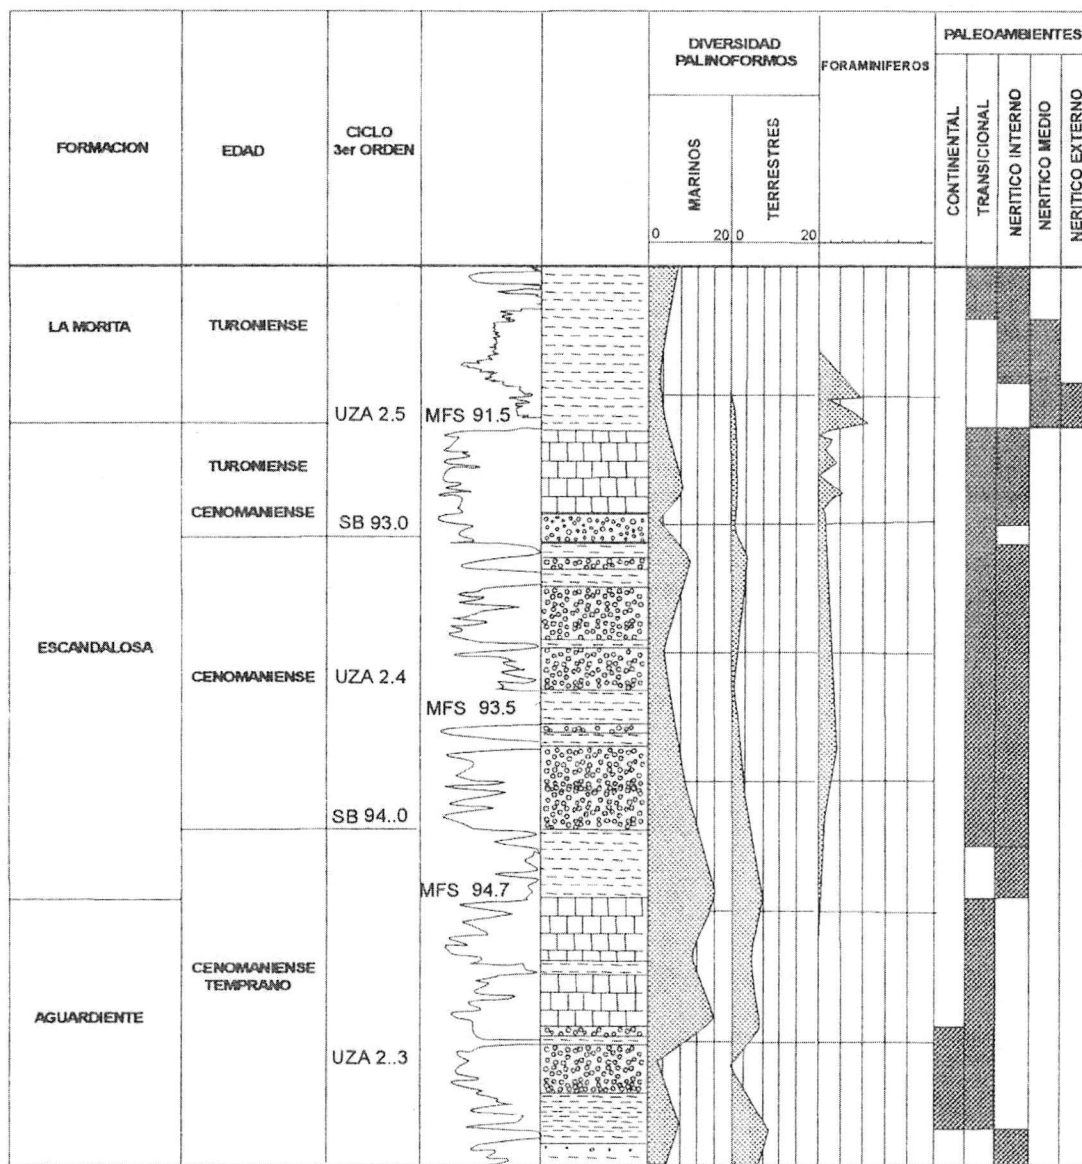 FORMACION
EDAD
CICLO
3er ORDEN
DIVERSIDAD
PALINOFORMOS
MARINOS
TERRESTRES
0 20
0 20
FORAMINIFEROS
PALEOAMBIENTES
CONTINENTAL
TRANSICIONAL
NERITICO INTERNO
NERITICO MEDIO
NERITICO EXTERNO
LA MORITA
TURONIENSE
UZA 2.5
MFS 91.5
TURONIENSE
CENOMANIENSE
SB 93.0
ESCANDALOSA
CENOMANIENSE
UZA 2.4
MFS 93.5
SB 94..0
MFS 94.7
CENOMANIENSE
TEMPRANO
AGUARDIENTE
UZA 2..3